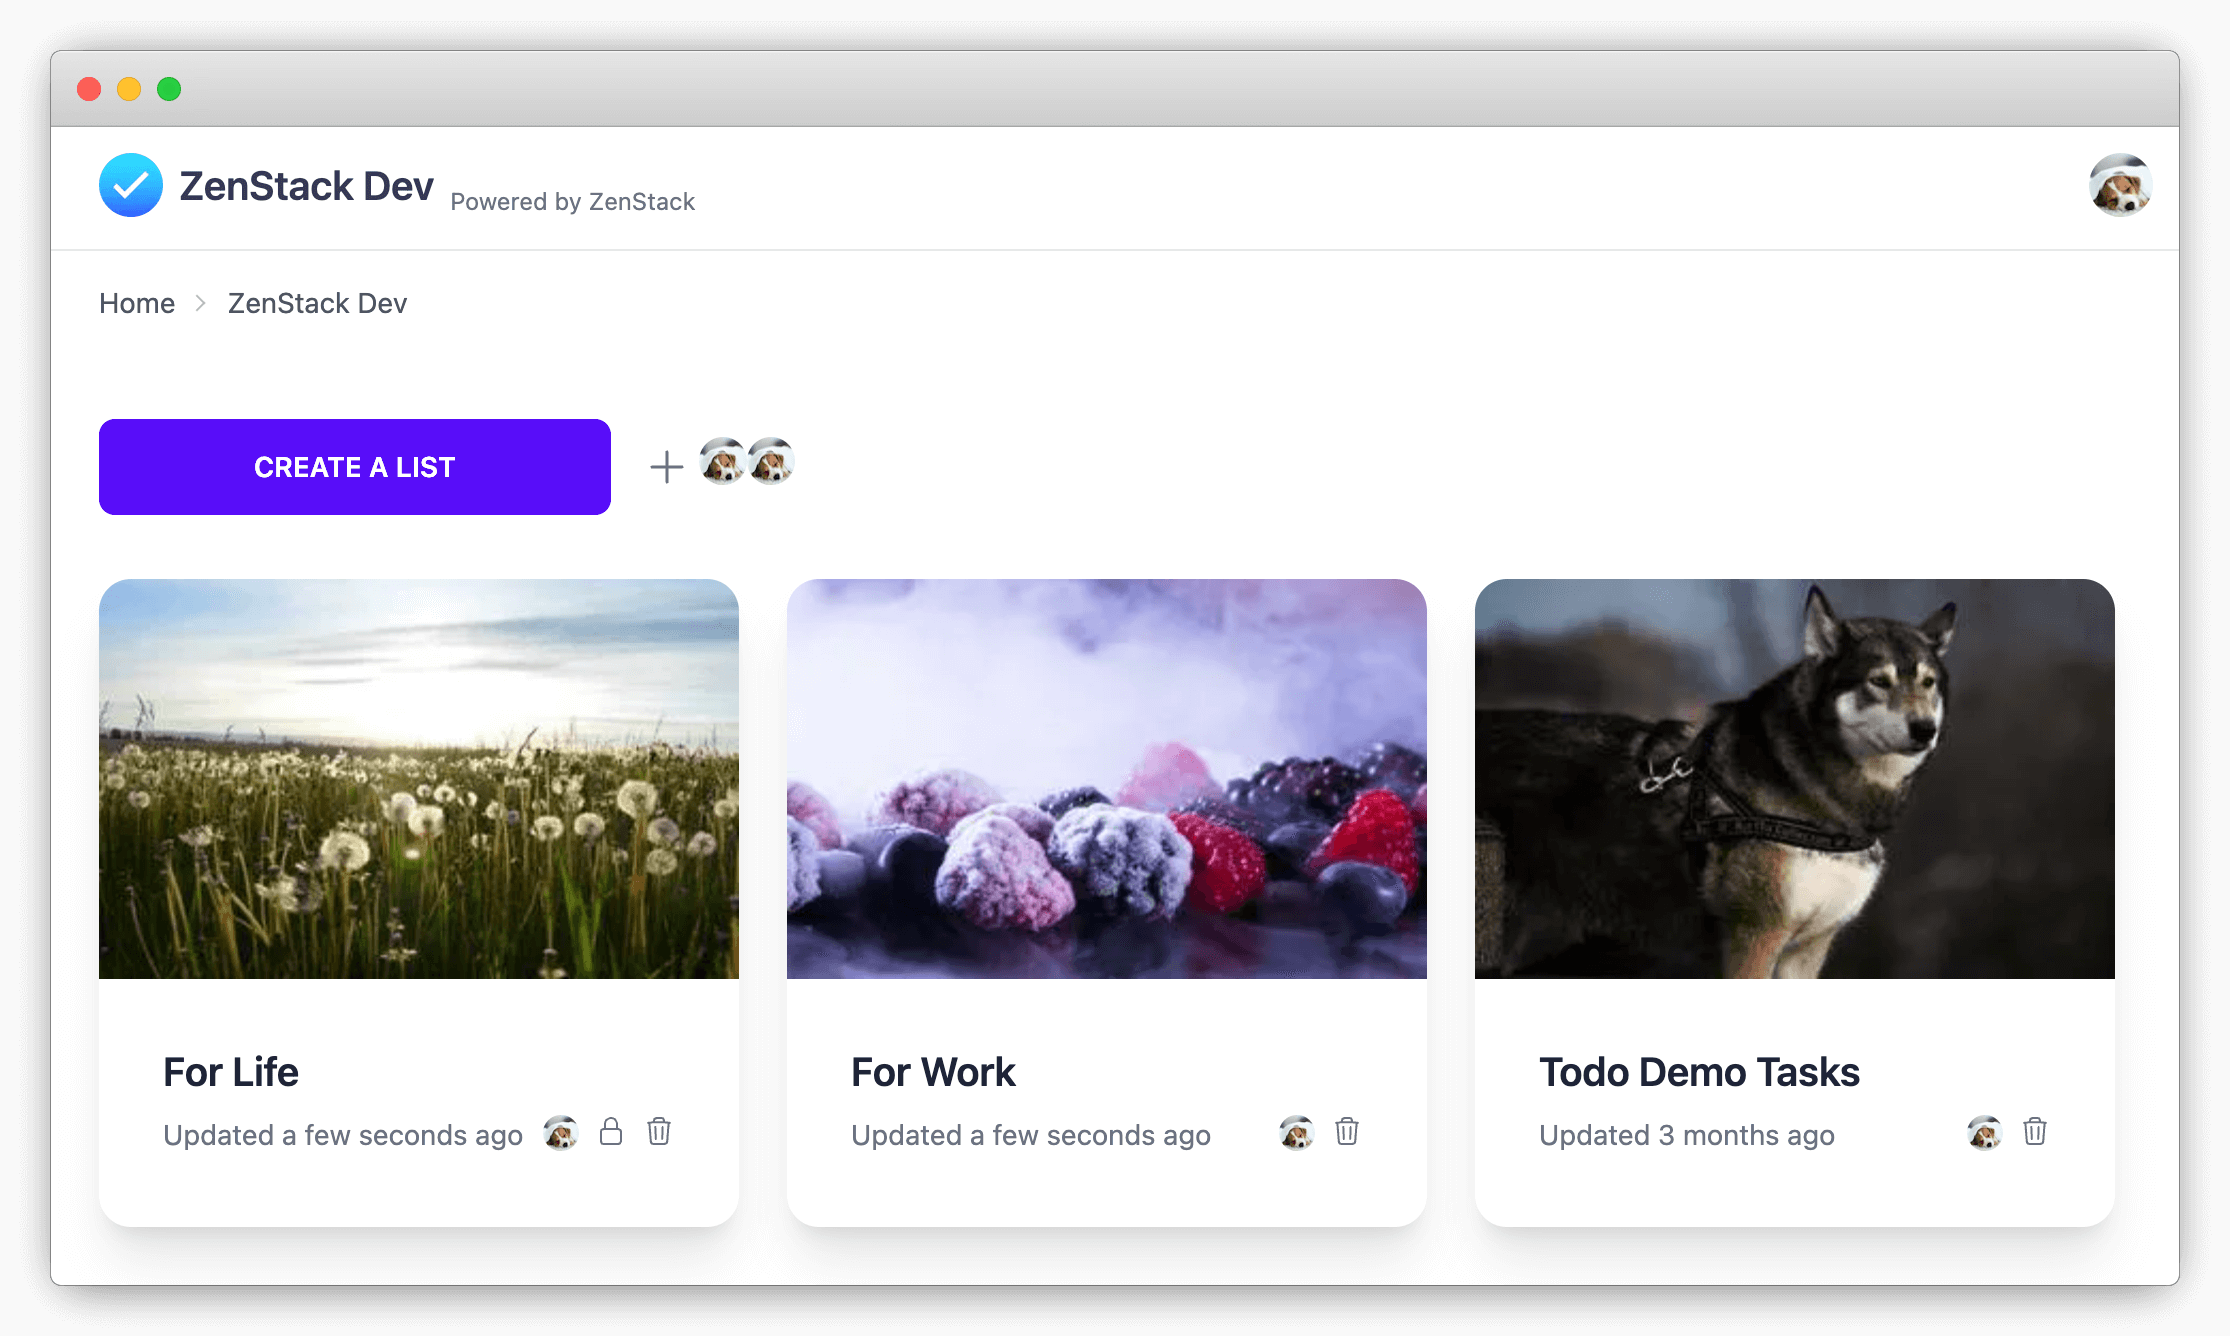 ZenStack Dev Powered by ZenStack
Home > ZenStack Dev
CREATE A LIST
For Life
Updated a few seconds ago
For Work
Updated a few seconds ago
Todo Demo Tasks
Updated 3 months ago